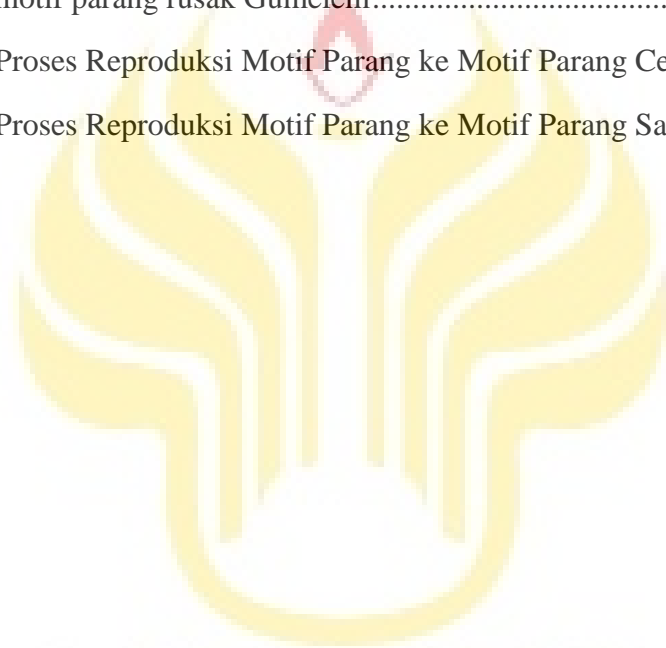 motif parang rusak Gumelem..........................................
Proses Reproduksi Motif Parang ke Motif Parang Ce
Proses Reproduksi Motif Parang ke Motif Parang Sa